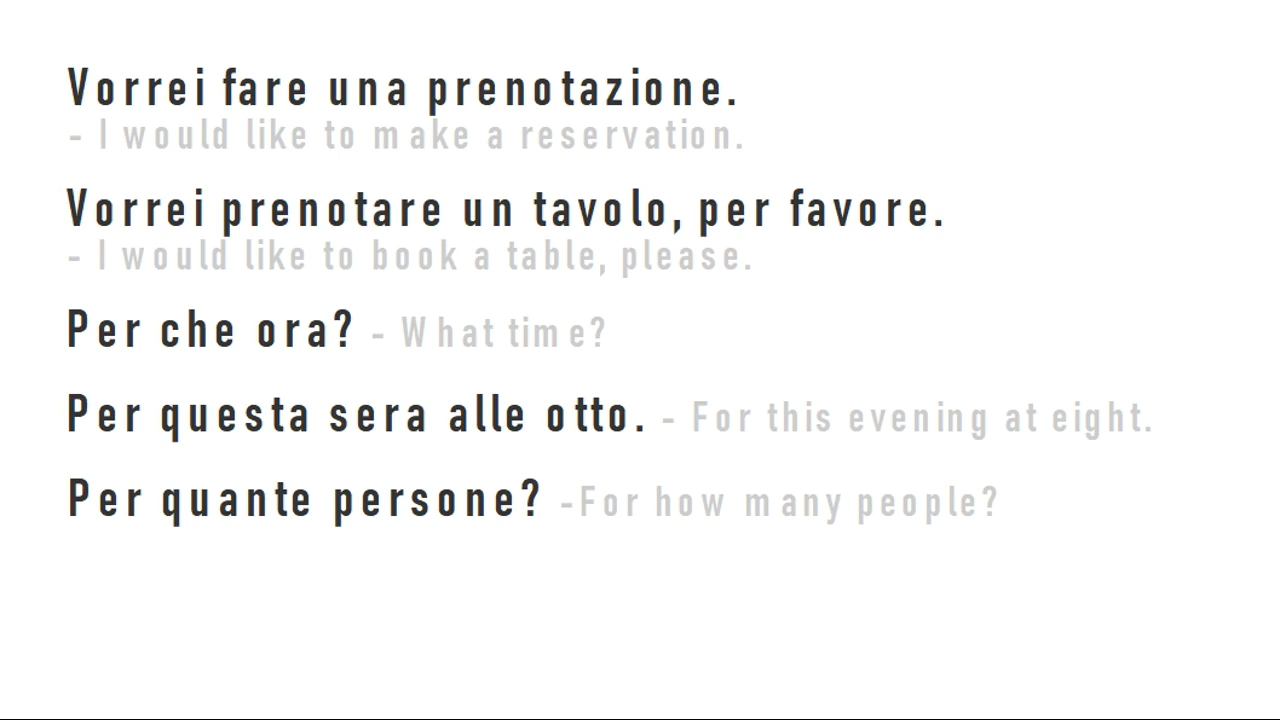 Vorrei fare una prenotazione.
- I would like to make a reservation.
Vorrei prenotare un tavolo, per favore.
- I would like to book a table, please.
Per che ora? - What time?
Per questa sera alle otto. - For this evening at eight.
Per quante persone? -For how many people?